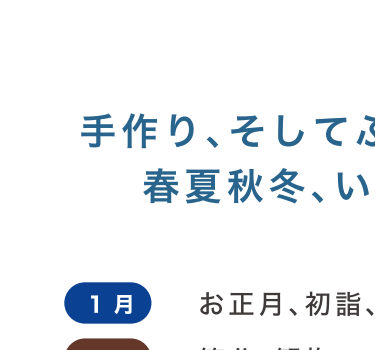 手作り、そして
春夏秋冬、い
1月
お正月、初詣、